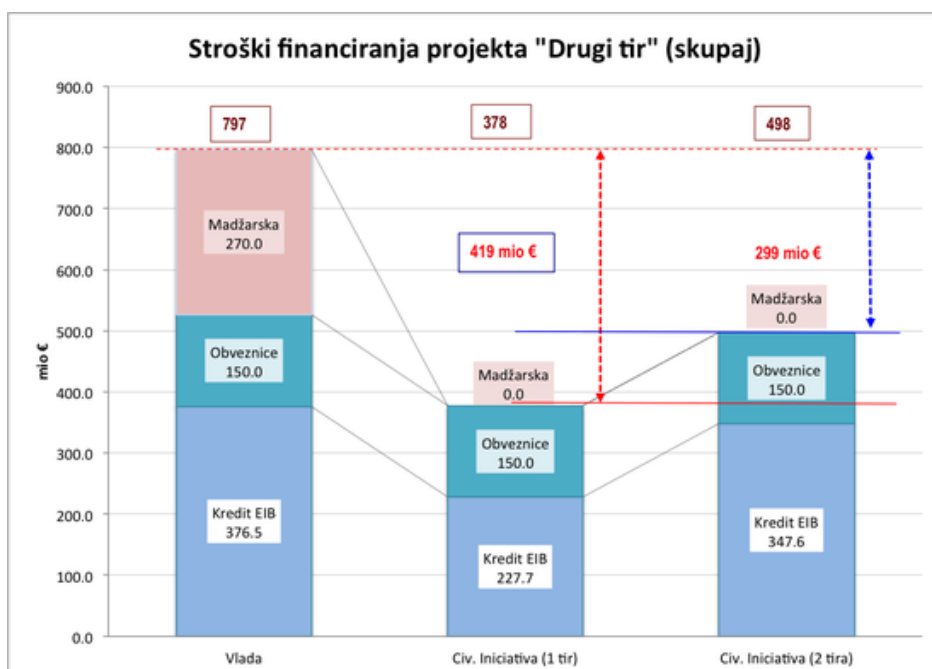 Stroški financiranja projekta "Drugi tir" (skupaj)
900.0
800.0
700.0
600.0
500.0
400.0
300.0
200.0
100.0
0.0
mio €
797
378
498
Madžarska
270.0
419 mio €
299 mio €
Madžarska
0.0
Obveznice
150.0
Madžarska
0.0
Obveznice
150.0
Obveznice
150.0
Kredit EIB
376.5
Kredit EIB
227.7
Kredit EIB
347.6
Vlada
Civ. Iniciativa (1 tir)
Civ. Iniciativa (2 tira)